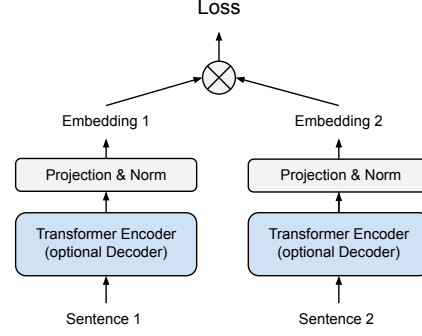 Loss
Embedding 1
Embedding 2
Projection & Norm
Projection & Norm
Transformer Encoder
(optional Decoder)
Transformer Encoder
(optional Decoder)
Sentence 1
Sentence 2